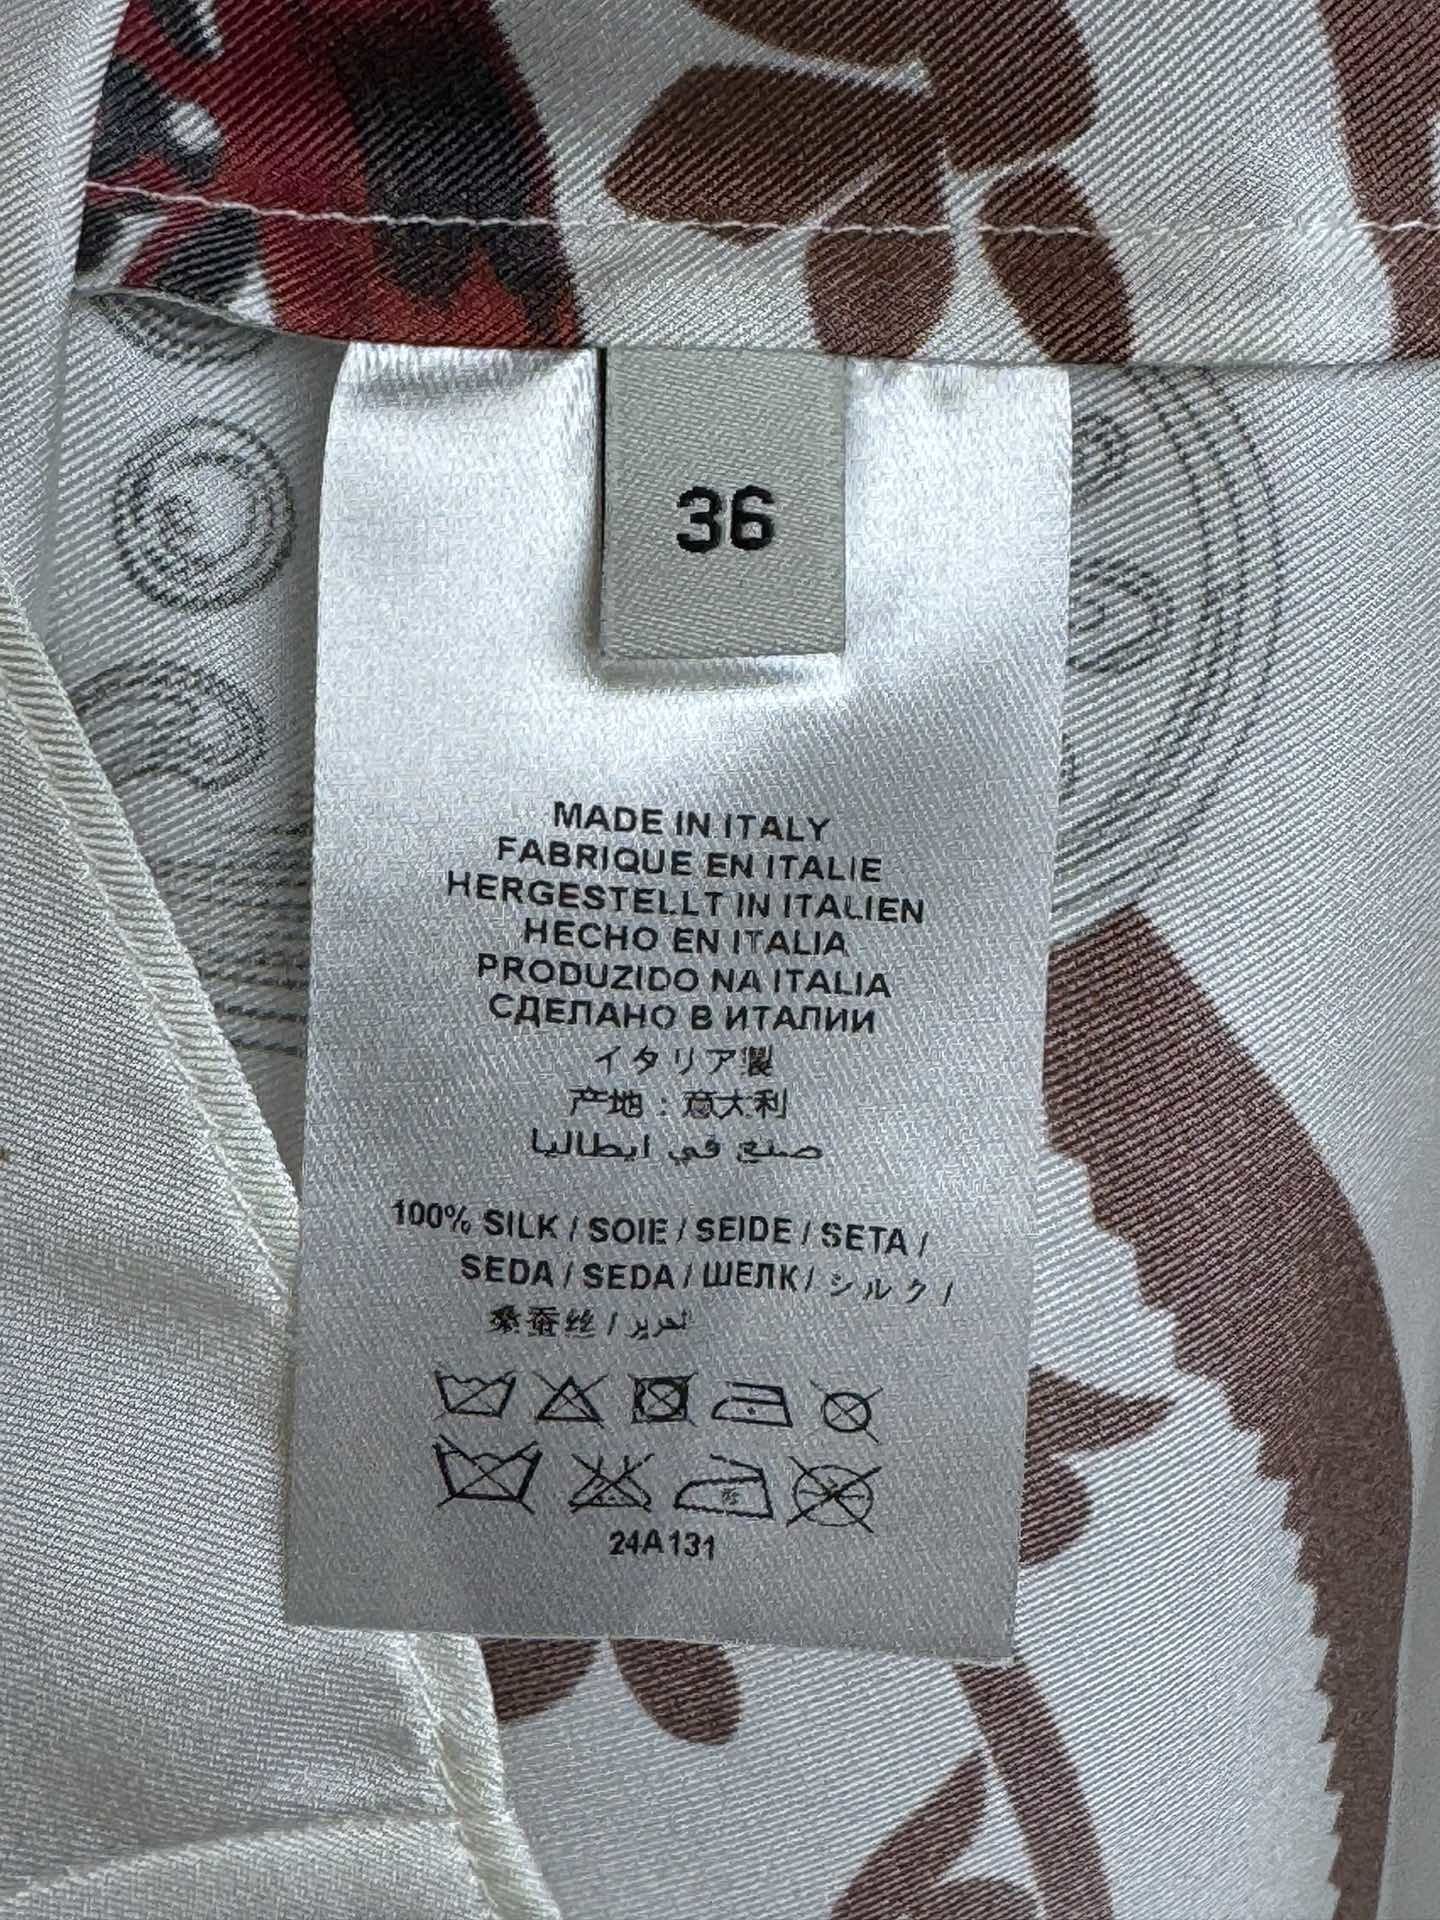 36
MADE IN ITALY
FABRIQUE EN ITALIE
HERGESTELLT IN ITALIEN
HECHO EN ITALIA
PRODUZIDO NA ITALIA
СДЕЛАНО В ИТАЛИИ
イタリア製
产地：意大利
صنع في ايطاليا
100% SILK / SOIE / SEIDE / SETA /
SEDA / SEDA / ШЕЛК / シルク /
桑蚕丝 / الحرير
24A131